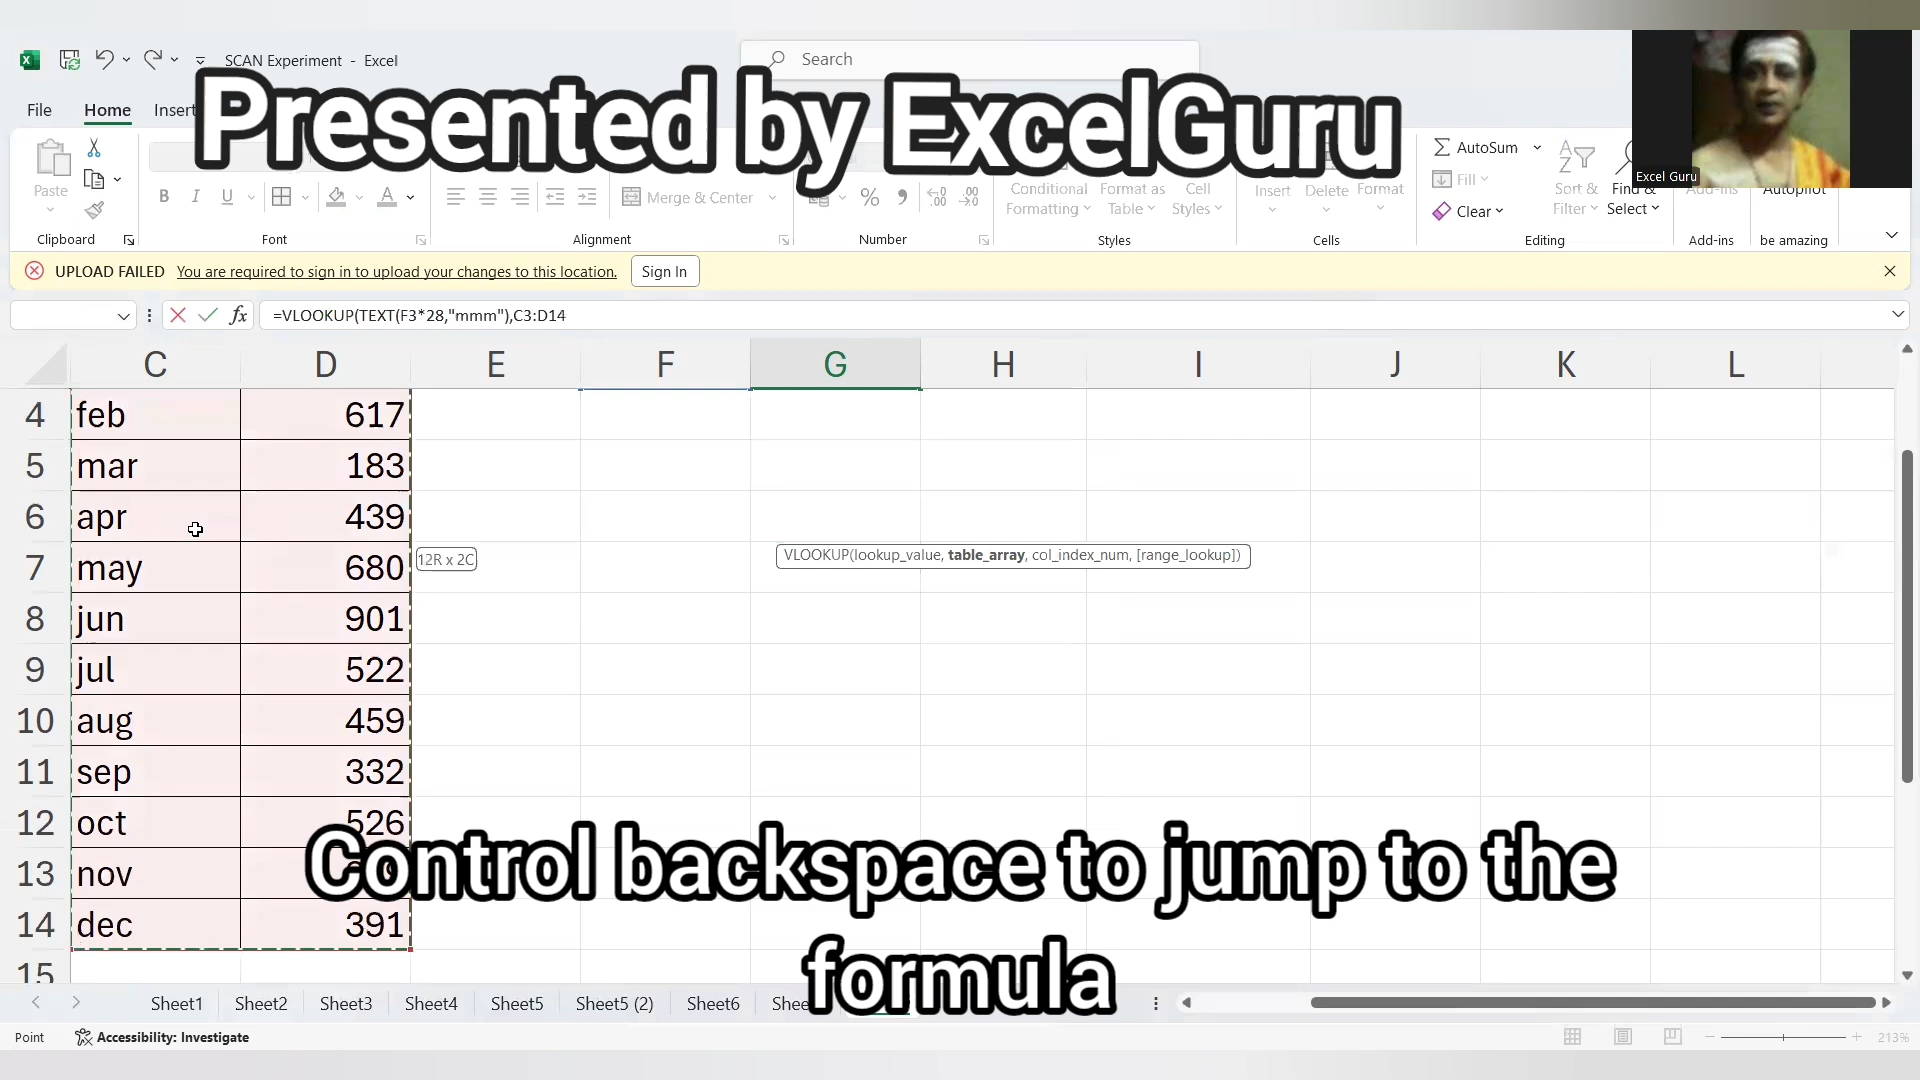 SCAN Experiment - Excel
Search
Presented by ExcelGuru
File Home Insert
Paste
B I U
A
Merge & Center
%
Conditional Formatting
Format as Table
Cell Styles
Insert
Delete
Format
AutoSum
Fill
Clear
Sort & Filter
Find & Select
Add-ins
Autopilot
Excel Guru
Clipboard
Font
Alignment
Number
Styles
Cells
Editing
Add-ins
be amazing
UPLOAD FAILED You are required to sign in to upload your changes to this location. Sign In
fx =VLOOKUP(TEXT(F3*28,"mmm"),C3:D14
C D E F G H I J K L
4 feb 617
5 mar 183
6 apr 439
7 may 680
12R x 2C
VLOOKUP(lookup_value, table_array, col_index_num, [range_lookup])
8 jun 901
9 jul 522
10 aug 459
11 sep 332
12 oct 526
13 nov
14 dec 391
15
Control backspace to jump to the
formula
Sheet1 Sheet2 Sheet3 Sheet4 Sheet5 Sheet5 (2) Sheet6
Point
Accessibility: Investigate
213%